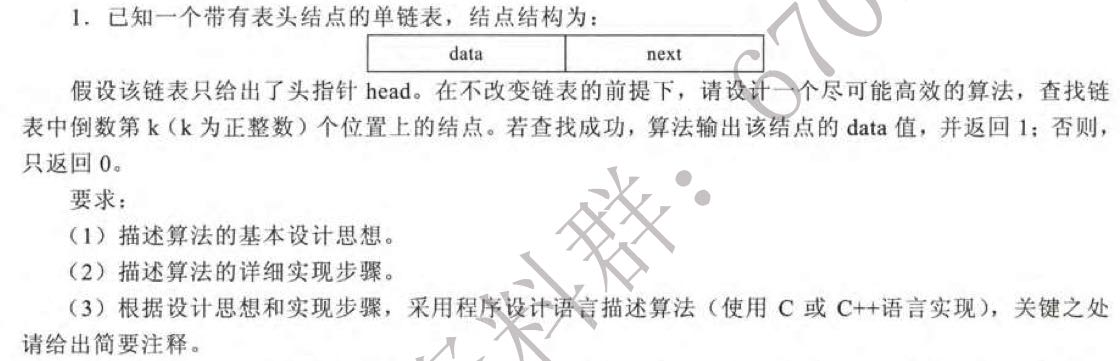 1. 已知一个带有表头结点的单链表，结点结构为：
data next
假设该链表只给出了头指针 head。在不改变链表的前提下，请设计一个尽可能高效的算法，查找链
表中倒数第 k（k 为正整数）个位置上的结点。若查找成功，算法输出该结点的 data 值，并返回 1；否则，
只返回 0。
要求：
（1）描述算法的基本设计思想。
（2）描述算法的详细实现步骤。
（3）根据设计思想和实现步骤，采用程序设计语言描述算法（使用 C 或 C++语言实现），关键之处
请给出简要注释。
料群：670